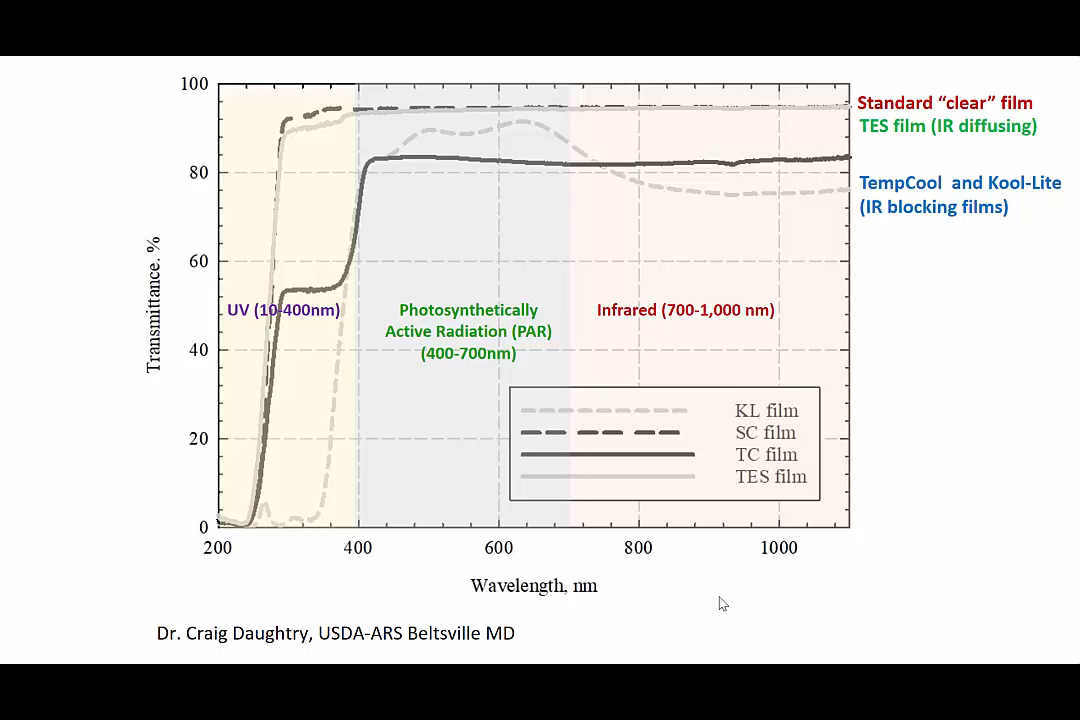 100
80
60
40
20
0
Transmittance. %
200
400
600
800
1000
Wavelength, nm
UV (10-400nm)
Photosynthetically
Active Radiation (PAR)
(400-700nm)
Infrared (700-1,000 nm)
KL film
SC film
TC film
TES film
Standard “clear” film
TES film (IR diffusing)
TempCool and Kool-Lite
(IR blocking films)
Dr. Craig Daughtry, USDA-ARS Beltsville MD